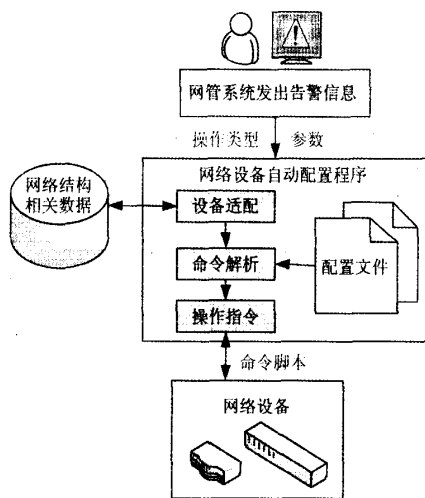 网管系统发出告警信息
操作类型 参数
网络设备自动配置程序
网络结构
相关数据
设备适配
命令解析
配置文件
操作指令
命令脚本
网络设备